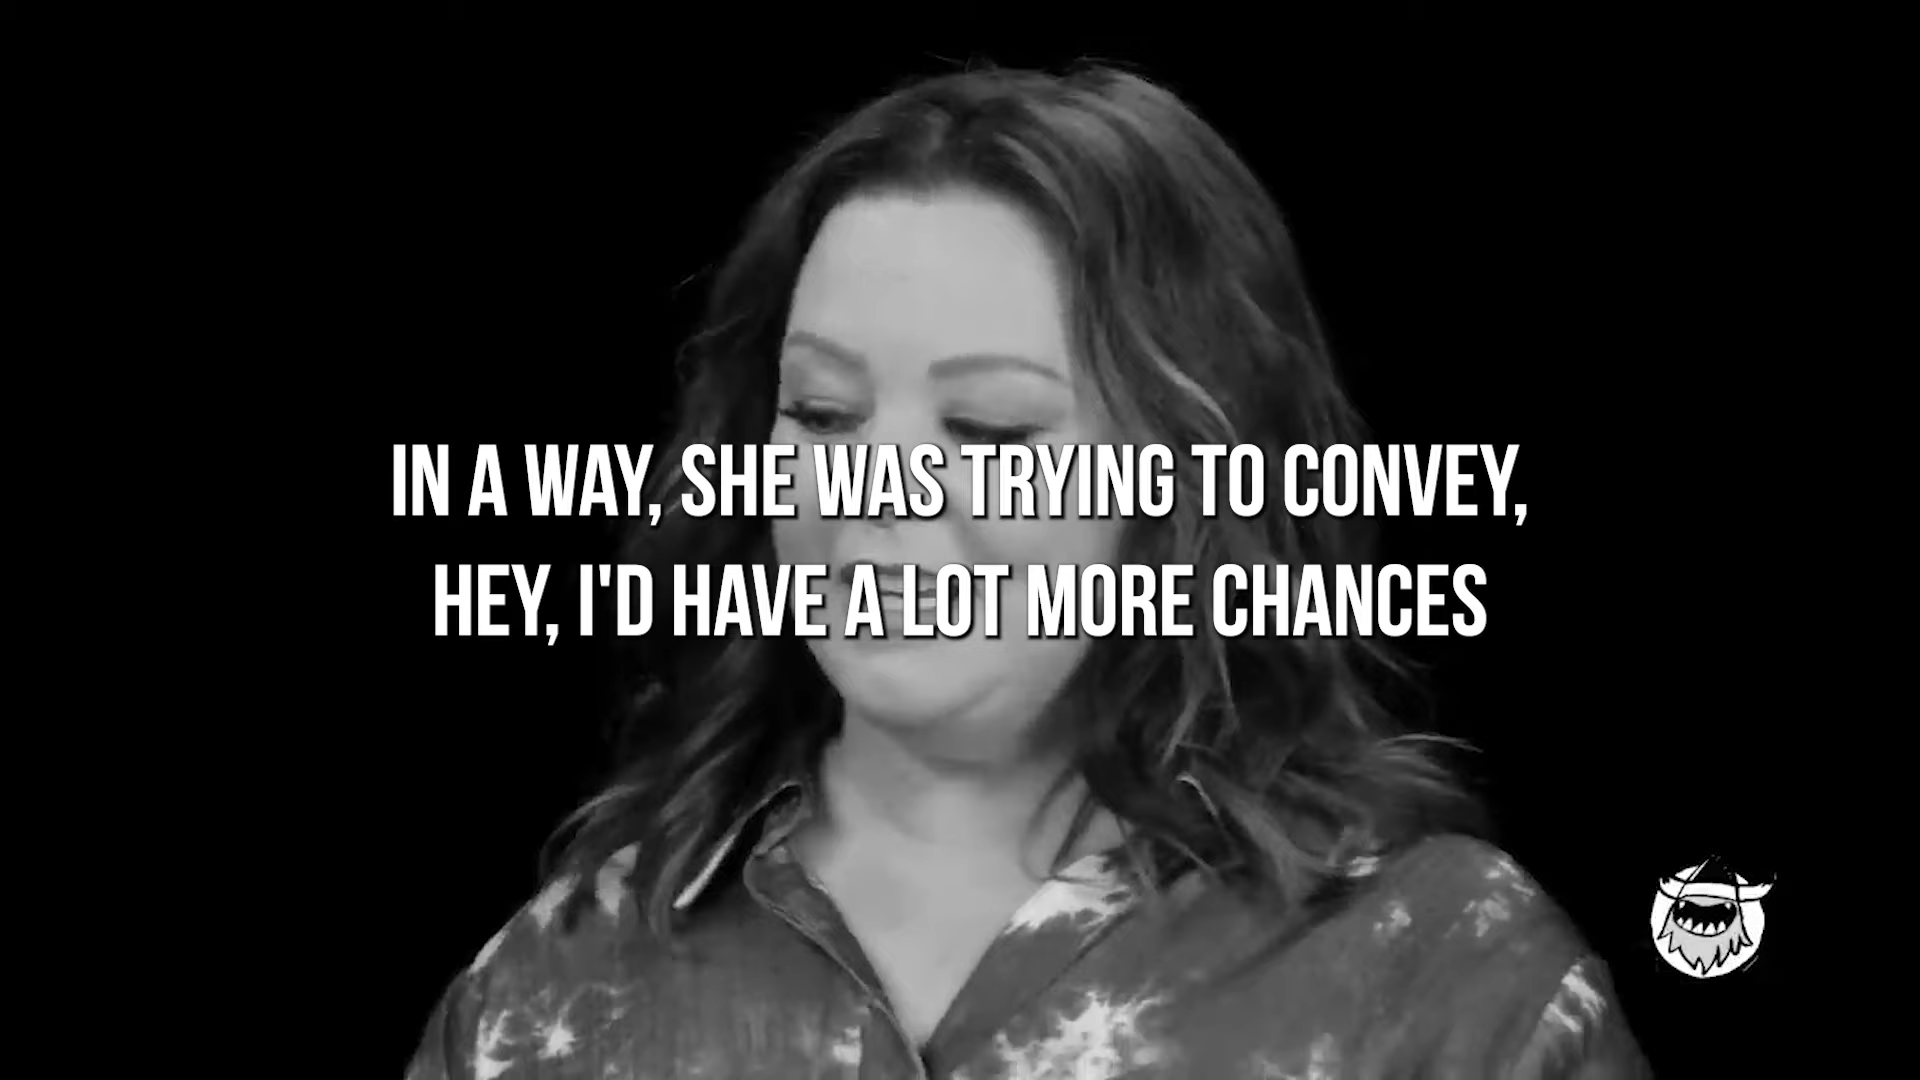 IN A WAY, SHE WAS TRYING TO CONVEY,
HEY, I'D HAVE A LOT MORE CHANCES